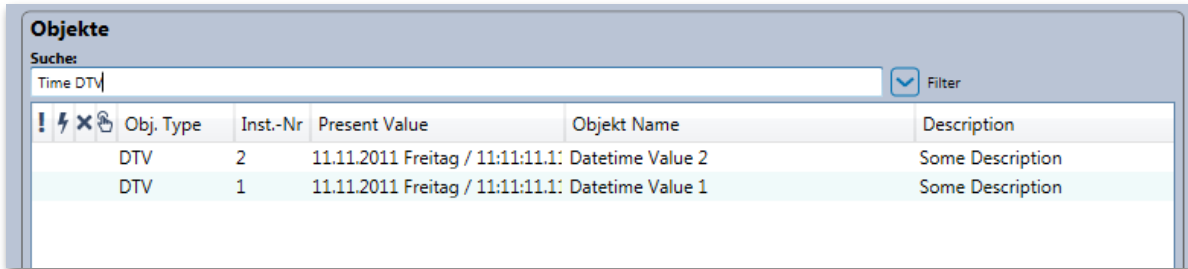 Objekte
Suche:
Time DTV
Filter
! Obj. Type Inst.-Nr Present Value Objekt Name Description
DTV 2 11.11.2011 Freitag / 11:11:11.1 Datetime Value 2 Some Description
DTV 1 11.11.2011 Freitag / 11:11:11.1 Datetime Value 1 Some Description